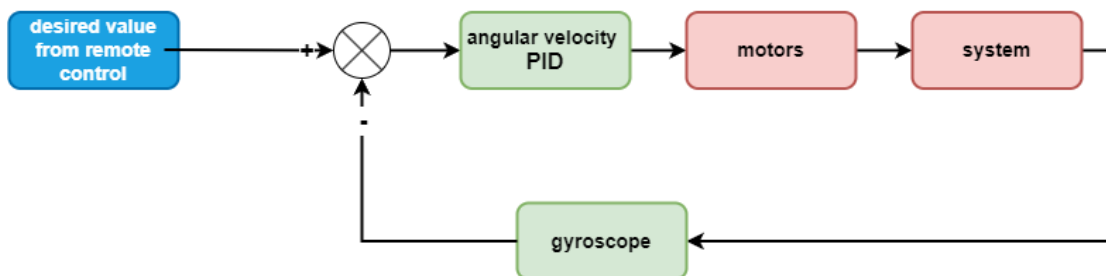 desired value
from remote
control
+
angular velocity
PID
motors
system
-
gyroscope